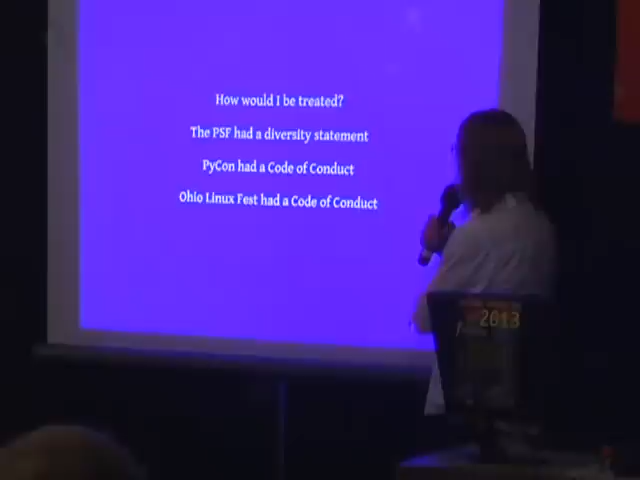 How would I be treated?
The PSF had a diversity statement
PyCon had a Code of Conduct
Ohio Linux Fest had a Code of Conduct
2013